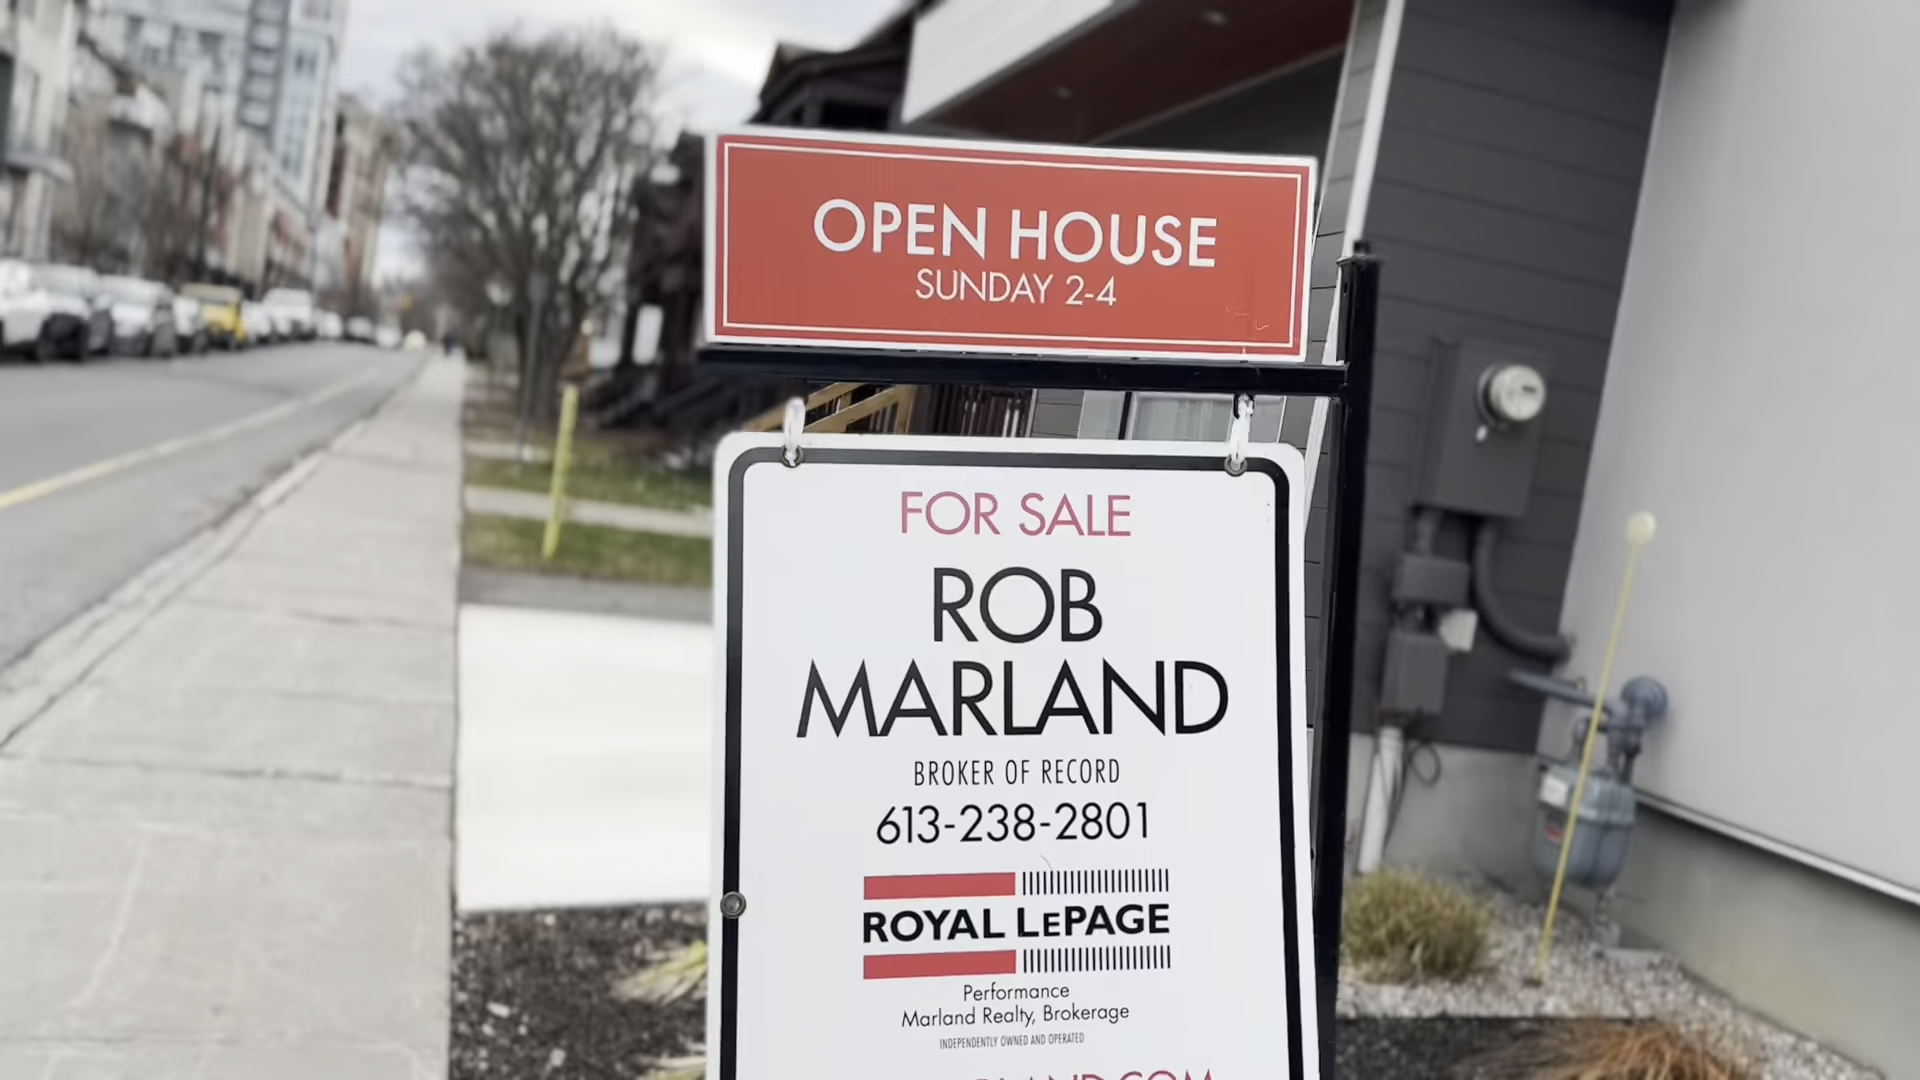 OPEN HOUSE
SUNDAY 2-4
FOR SALE
ROB
MARLAND
BROKER OF RECORD
613-238-2801
ROYAL LEPAGE
Performance
Marland Realty, Brokerage
INDEPENDENTLY OWNED AND OPERATED